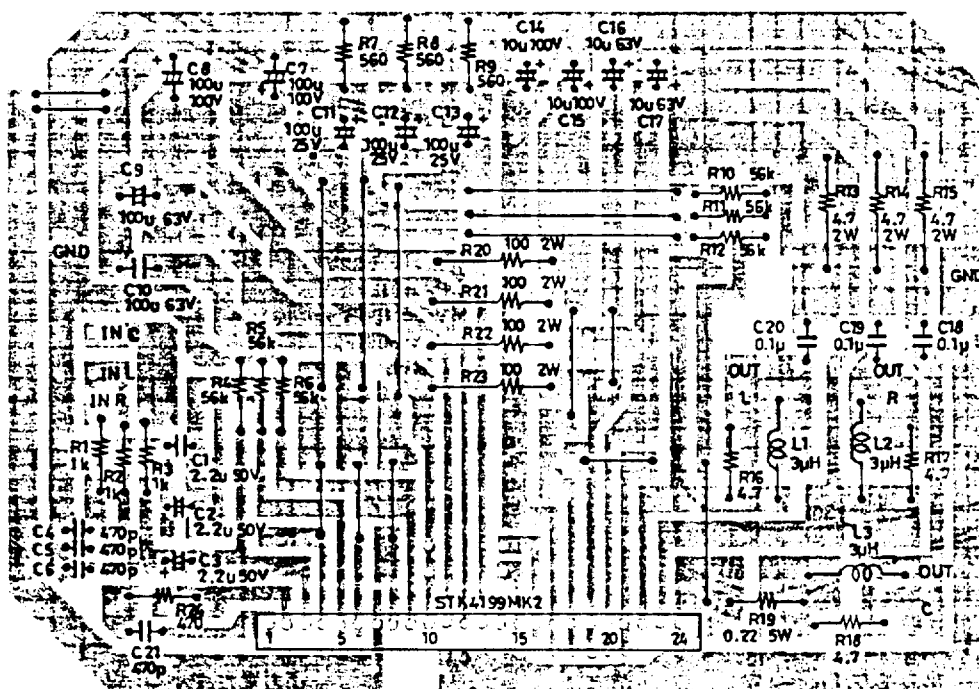 C8
100u
100V
C7
100u
100V
R7
560
R8
560
R9
560
C14
10u 100V
C16
10u 63V
10u 100V
C15
10u 63V
C17
C11
100u
25V
C12
100u
25V
C13
100u
25V
C9
100u 63V
GND
C10
100u 63V
R10 56k
R11 56k
R12 56k
R13
4.7
2W
R14
4.7
2W
R15
4.7
2W
GND
R20 100 2W
R21 100 2W
R22 100 2W
R23 100 2W
IN C
IN L
IN R
R5
56k
R4
56k
R6
56k
C20
0.1µ
C19
0.1µ
C18
0.1µ
OUT
L
OUT
R
R1
1k
R2
1k
R3
1k
C1
2.2u 50V
C2
2.2u 50V
C3
2.2u 50V
L1
3µH
L2
3µH
R16
4.7
R17
4.7
C4 470p
C5 470p
C6 470p
L3
3µH
OUT
C
470
C21
470p
STK4199MK2
1 5 10 15 20 24
R19
0.22 5W
R18
4.7